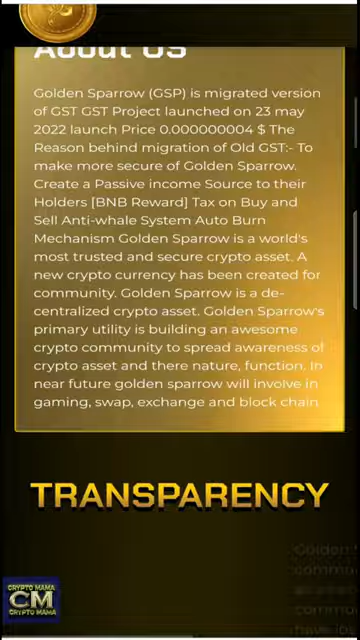 About Us
Golden Sparrow (GSP) is migrated version
of GST GST Project launched on 23 may
2022 launch Price 0.000000004 $ The
Reason behind migration of Old GST:- To
make more secure of Golden Sparrow.
Create a Passive income Source to their
Holders [BNB Reward] Tax on Buy and
Sell Anti-whale System Auto Burn
Mechanism Golden Sparrow is a world's
most trusted and secure crypto asset. A
new crypto currency has been created for
community. Golden Sparrow is a de-
centralized crypto asset. Golden Sparrow's
primary utility is building an awesome
crypto community to spread awareness of
crypto asset and there nature, function. In
near future golden sparrow will involve in
gaming, swap, exchange and block chain
TRANSPARENCY
CRYPTO MAMA
CM
CRYPTO MAMA